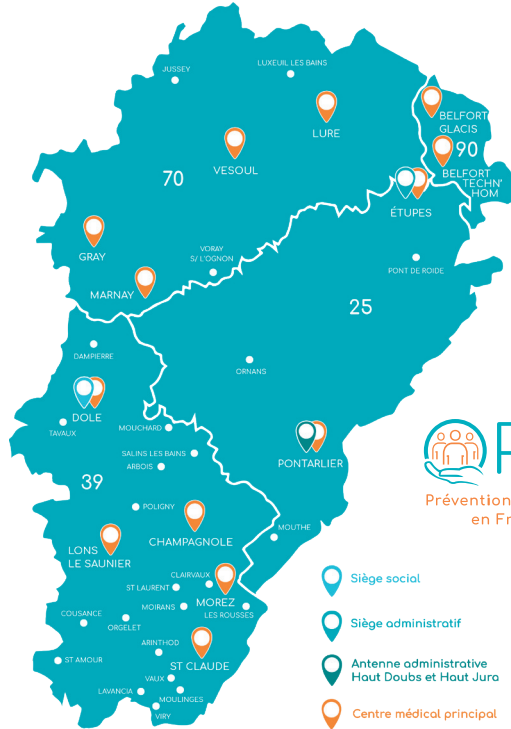 JUSSEY
LUXEUIL LES BAINS
LURE
BELFORT
GLACIS
90
VESOUL
70
BELFORT
TECHN'
HOM
ÉTUPES
GRAY
VORAY
S/ L'OGNON
PONT DE ROIDE
MARNAY
25
DAMPIERRE
ORNANS
DOLE
TAVAUX
MOUCHARD
PONTARLIER
SALINS LES BAINS
ARBOIS
39
POLIGNY
CHAMPAGNOLE
MOUTHE
LONS
LE SAUNIER
CLAIRVAUX
ST LAURENT
MOREZ
MOIRANS
LES ROUSSES
COUSANCE
ORGELET
ARINTHOD
ST AMOUR
ST CLAUDE
VAUX
LAVANCIA
MOULINGES
VIRY
Prévention
en Fr
Siège social
Siège administratif
Antenne administrative
Haut Doubs et Haut Jura
Centre médical principal